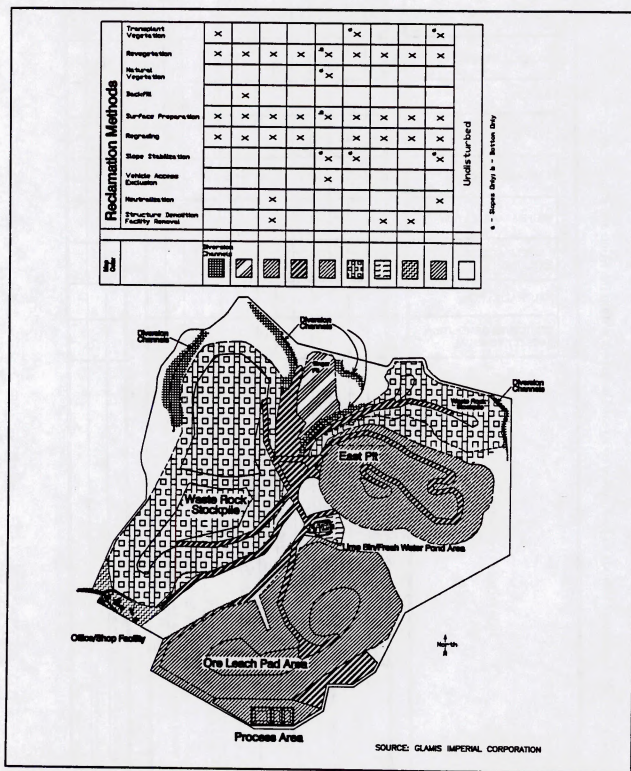 Reclamation Methods
Transplant
Vegetation
X
a X
a X
Revegetation
X
X
X
X
b X
X
X
X
X
Natural
Vegetation
a X
Backfill
X
Surface Preparation
X
X
X
X
b X
X
X
X
X
Regrading
X
X
X
X
X
X
X
X
Slope Stabilization
a X
a X
a X
Vehicle Access
Exclusion
X
Neutralization
X
X
Structure Demolition
Facility Removal
X
X
X
Undisturbed
a - Slopes Only; b - Bottom Only
Map
Color
Diversion
Channels
Diversion
Channels
Diversion
Channels
Diversion
Channels
Waste Rock
Stockpile
East Pit
Waste Rock
Stockpile
Lime Bin/Fresh Water Pond Area
Office/Shop Facility
Ore Leach Pad Area
North
Process Area
SOURCE: GLAMIS IMPERIAL CORPORATION